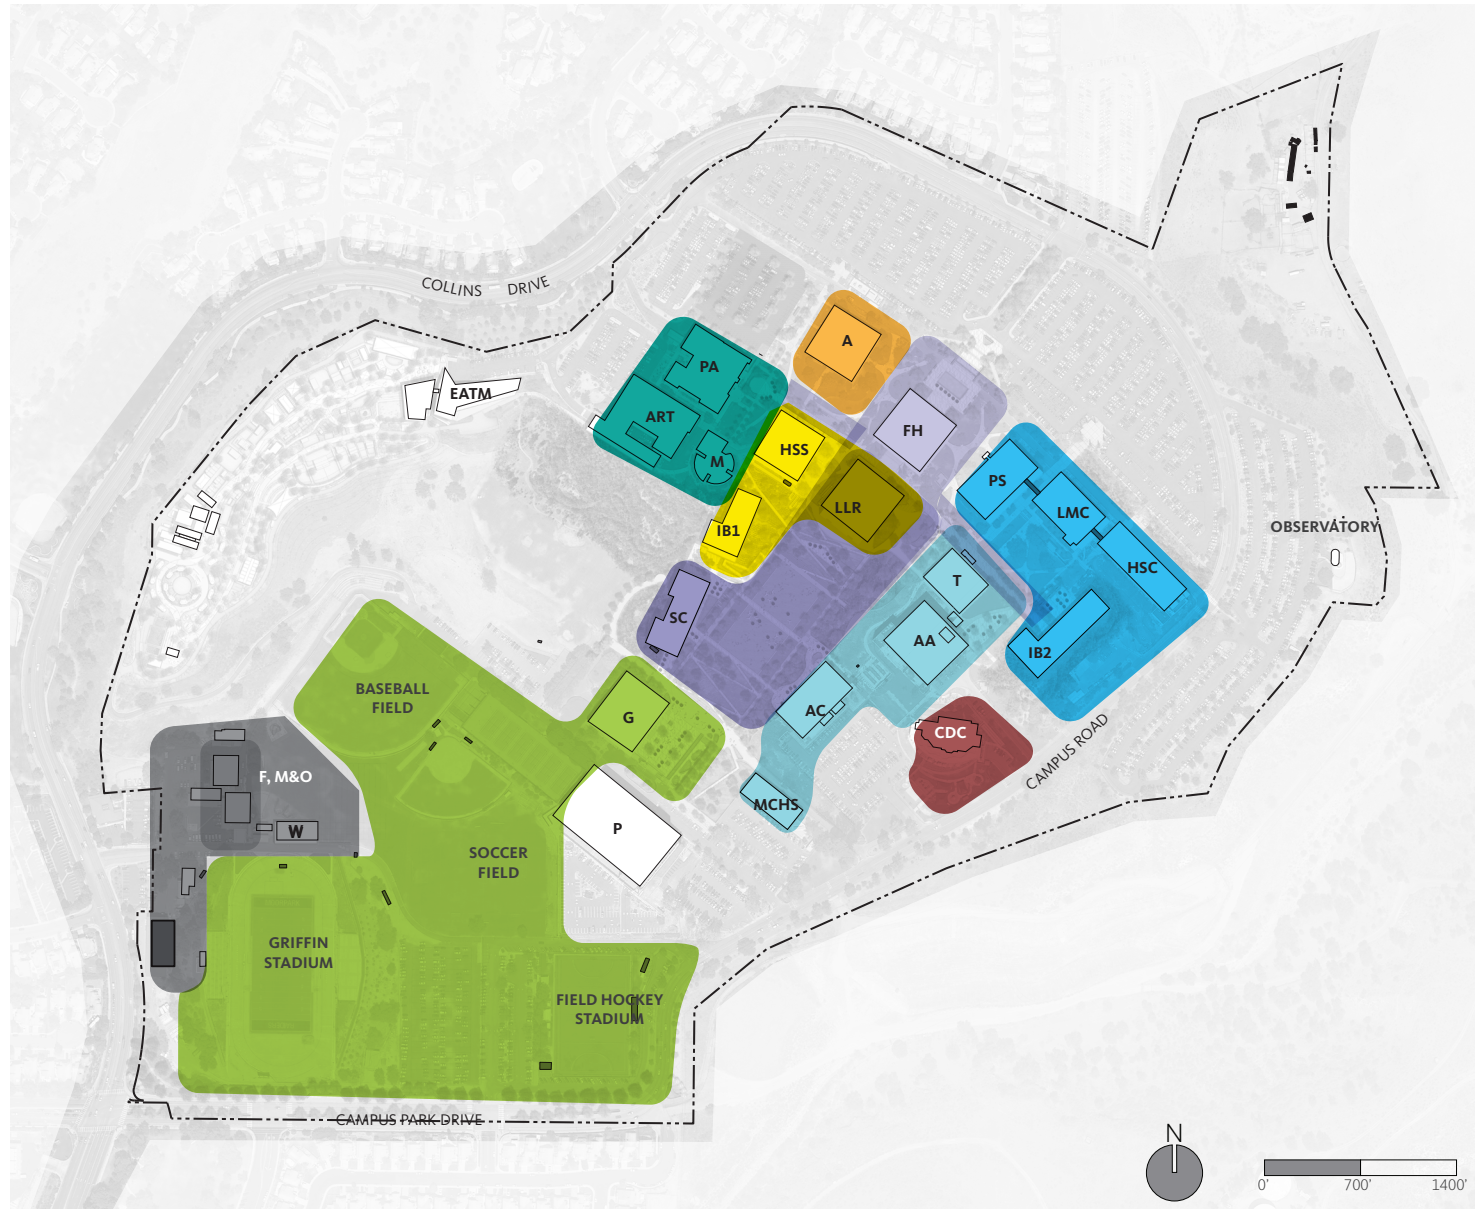 COLLINS DRIVE
A
PA
EATM
ART
FH
HSS
M
PS
LLR
LMC
IB1
OBSERVATORY
HSC
T
SC
AA
IB2
BASEBALL
FIELD
AC
G
CDC
CAMPUS ROAD
F, M&O
MCHS
W
P
SOCCER
FIELD
GRIFFIN
STADIUM
FIELD HOCKEY
STADIUM
CAMPUS PARK DRIVE
N
0' 700' 1400'